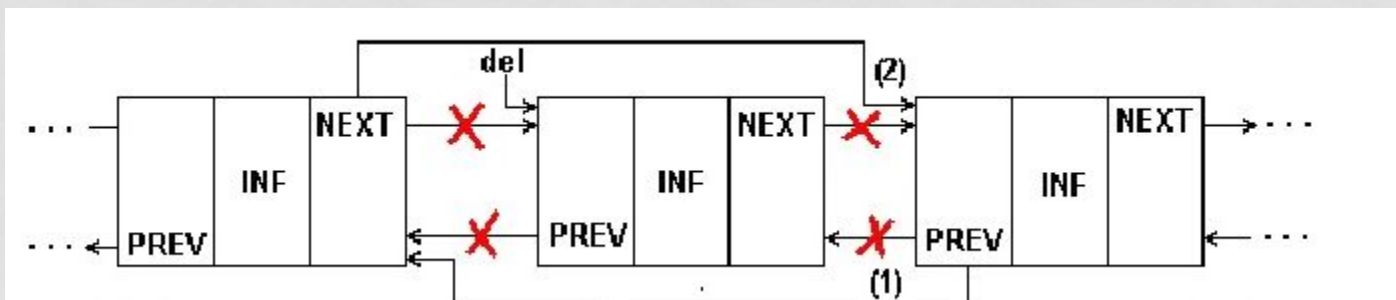 del
(2)
NEXT NEXT NEXT
INF INF INF
PREV PREV PREV
(1)